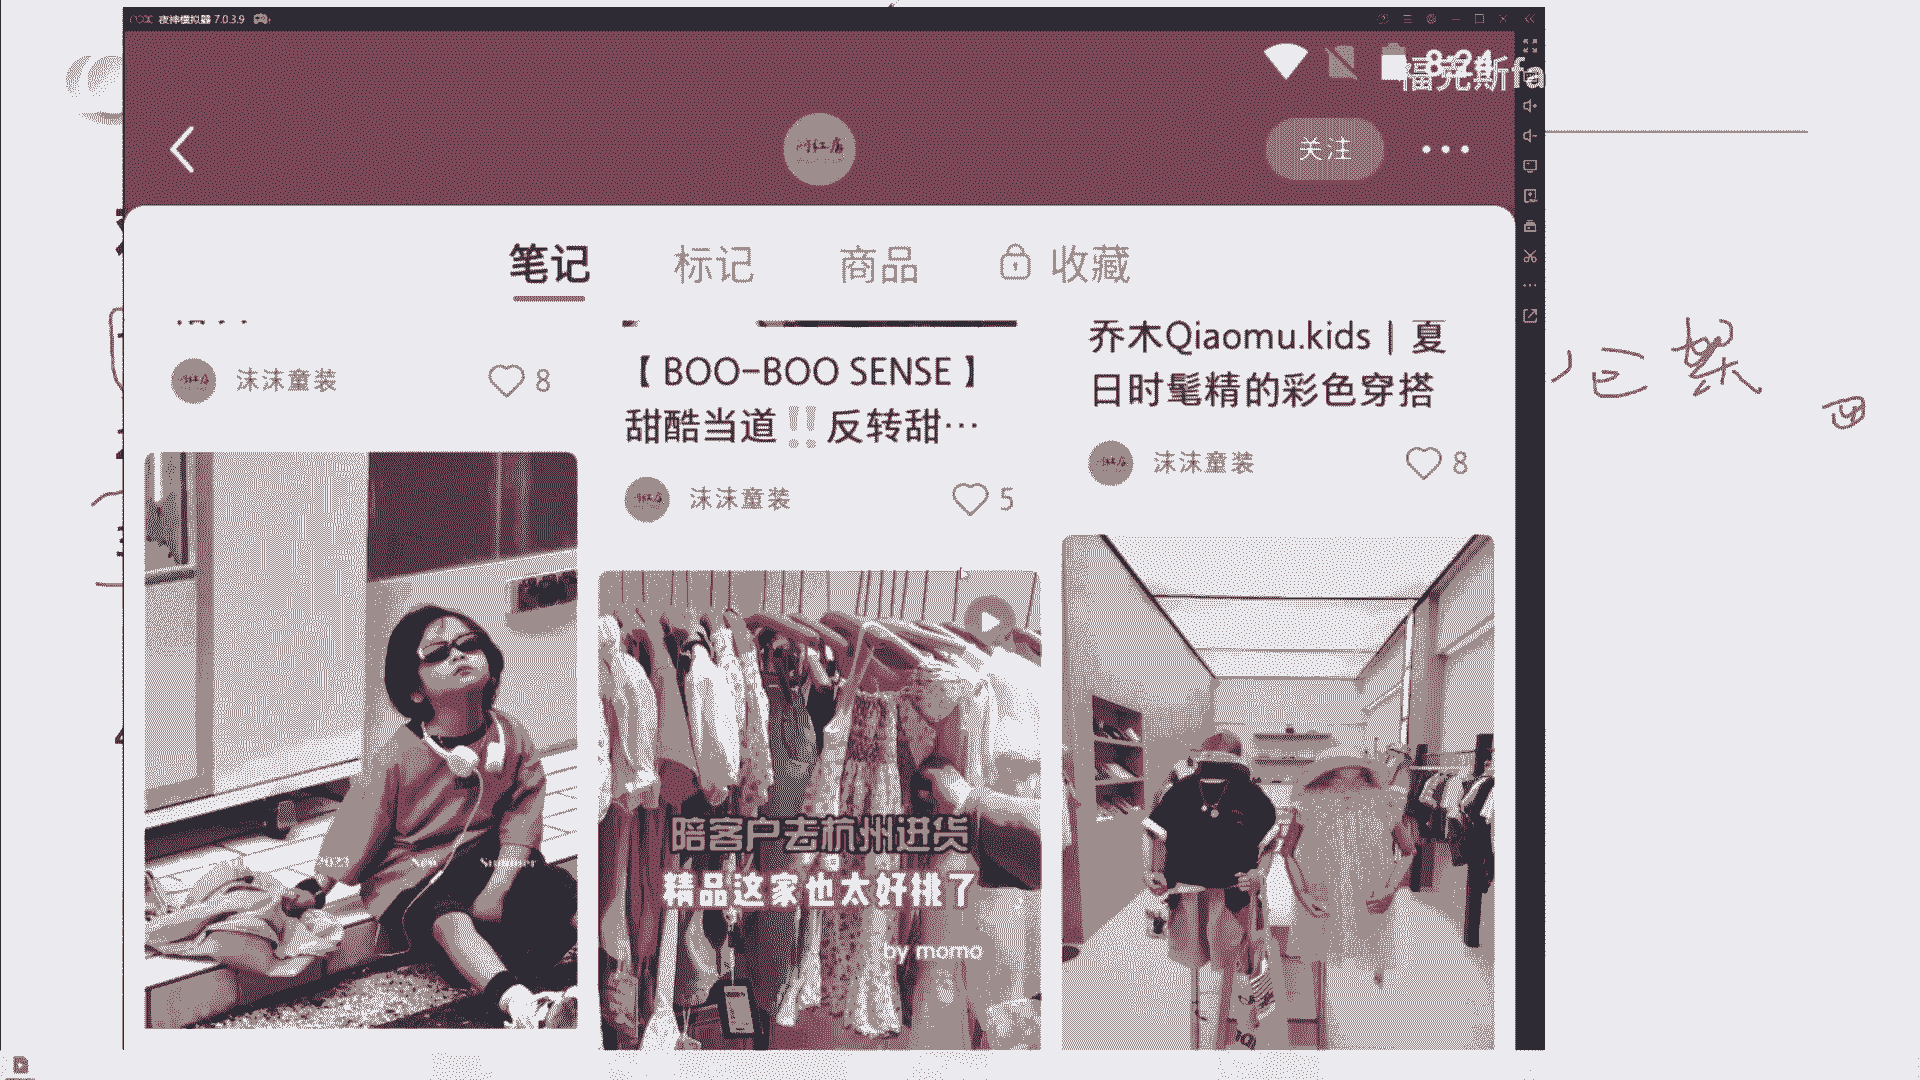 夜神模拟器 7.0.3.9
8:24
福克斯fa
关注
笔记
标记
商品
收藏
沫沫童装
8
【 BOO-BOO SENSE 】
甜酷当道‼反转甜…
沫沫童装
5
乔木Qiaomu.kids | 夏
日时髦精的彩色穿搭
沫沫童装
8
2023
New
Summer
陪客户去杭州进货
精品这家也太好挑了
by momo